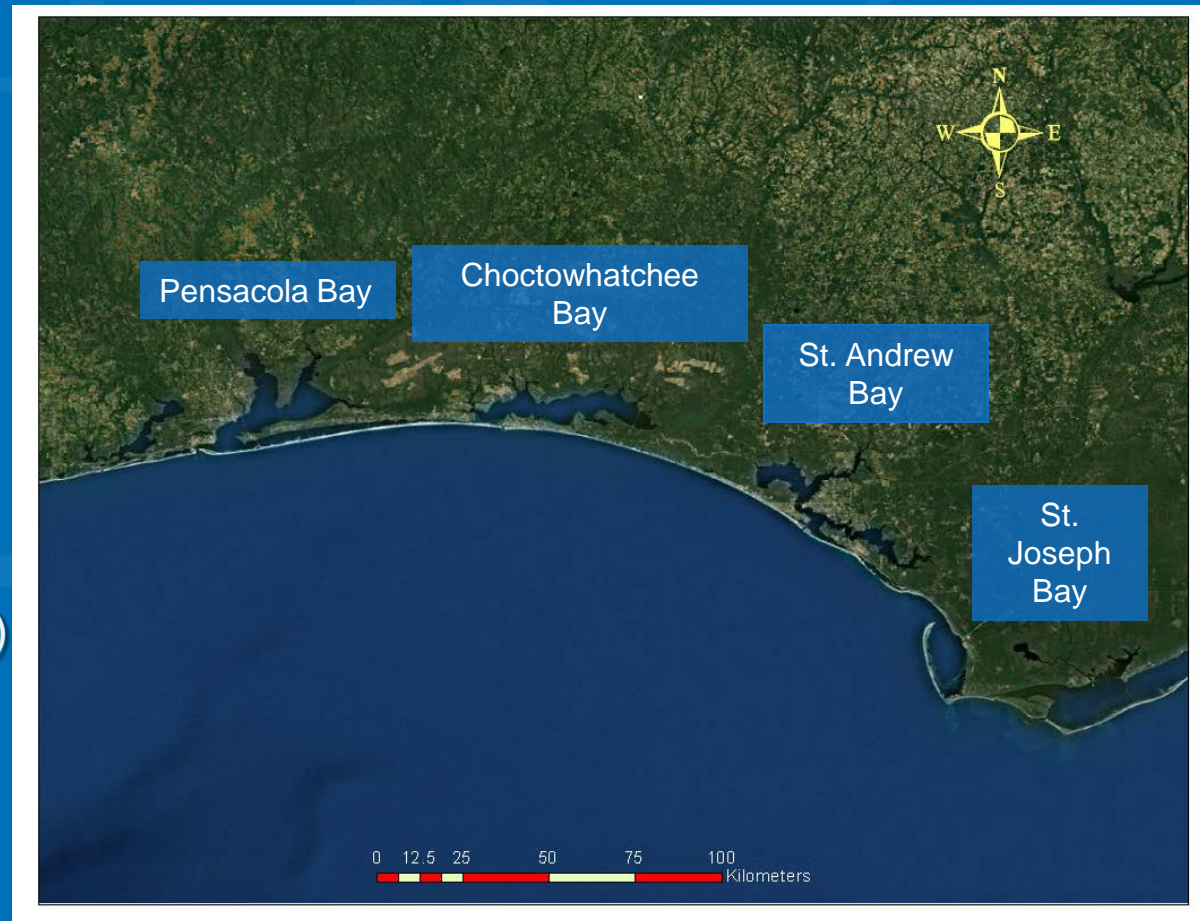 N
W E
S
Pensacola Bay
Choctowhatchee
Bay
St. Andrew
Bay
St.
Joseph
Bay
0 12.5 25 50 75 100
Kilometers
)